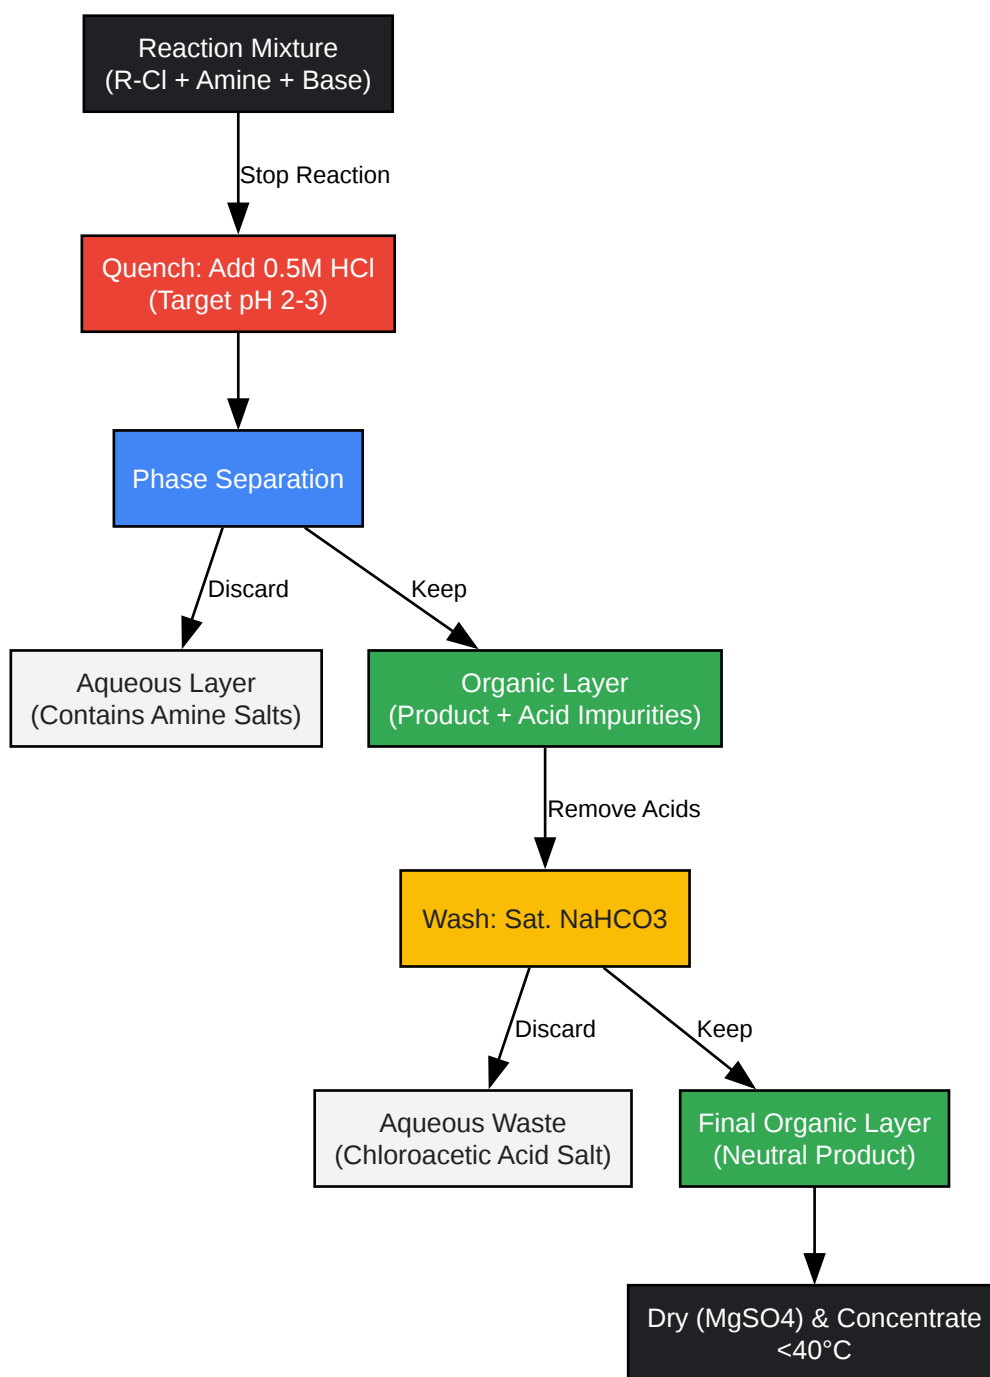 Reaction Mixture
(R-Cl + Amine + Base)
Stop Reaction
Quench: Add 0.5M HCl
(Target pH 2-3)
Phase Separation
Discard
Keep
Aqueous Layer
(Contains Amine Salts)
Organic Layer
(Product + Acid Impurities)
Remove Acids
Wash: Sat. NaHCO3
Discard
Keep
Aqueous Waste
(Chloroacetic Acid Salt)
Final Organic Layer
(Neutral Product)
Dry (MgSO4) & Concentrate
<40°C